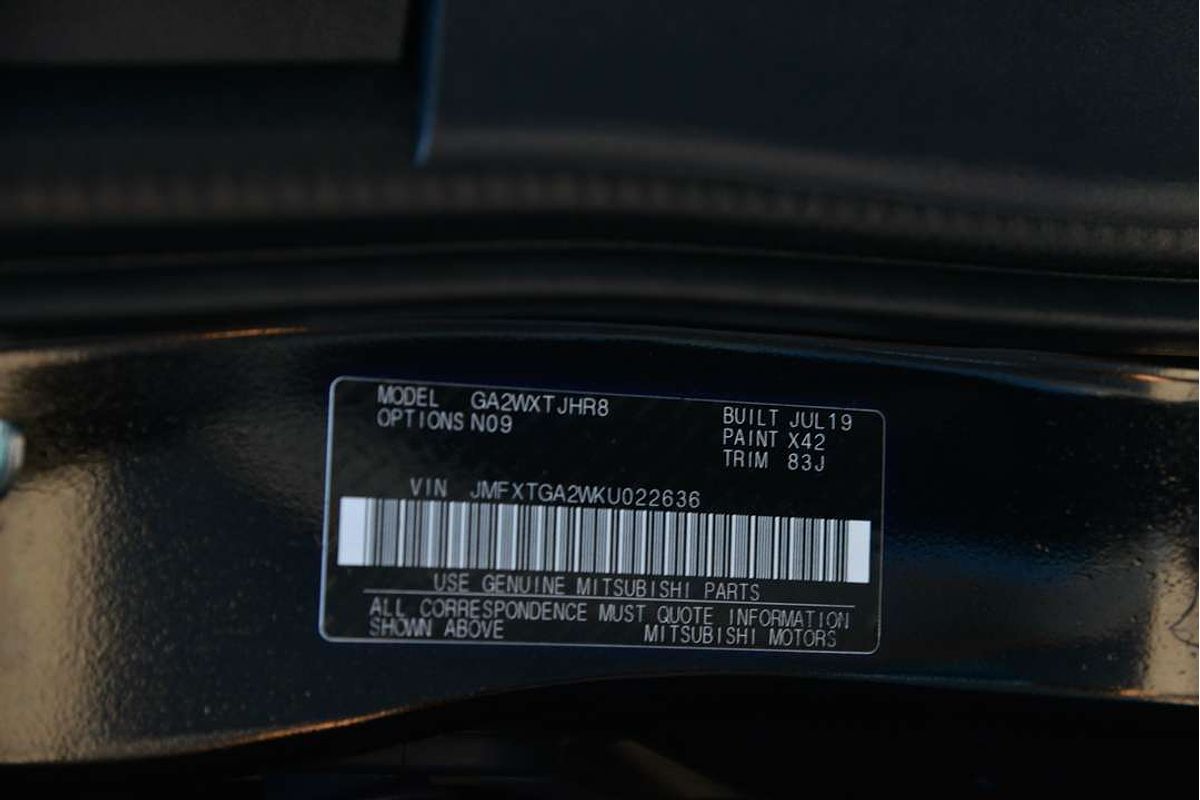 MODEL GA2WXTJHR8
OPTIONS N09
BUILT JUL19
PAINT X42
TRIM 83J
VIN JMFXTGA2WKU022636
USE GENUINE MITSUBISHI PARTS
ALL CORRESPONDENCE MUST QUOTE INFORMATION
SHOWN ABOVE MITSUBISHI MOTORS